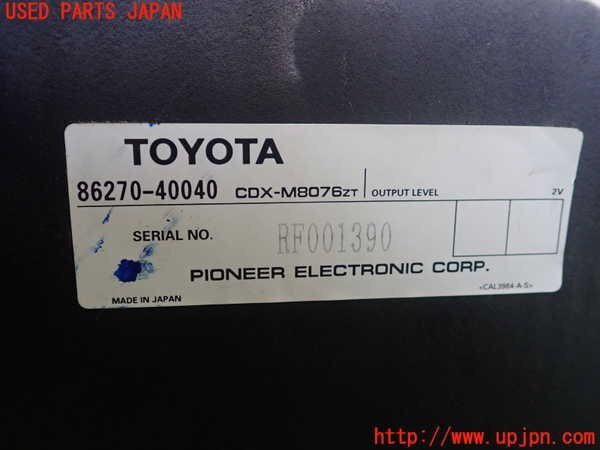 USED PARTS JAPAN
TOYOTA
86270-40040 CDX-M8076ZT OUTPUT LEVEL 2V
SERIAL NO. RF001390
PIONEER ELECTRONIC CORP.
MADE IN JAPAN <CAL3984-A-S>
http://www.upjpn.com/